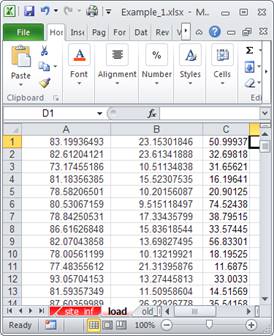 Example_1.xlsx - M...
File Hon Ins Pag For Dat Rev
Paste Font Alignment Number Styles Cells
Clipboard Editing
D1 fx
A B C
1 83.19936493 23.15301846 50.99937
2 82.61204121 23.61341888 32.69818
3 73.17455186 10.51134838 31.65621
4 81.18356385 15.52307535 16.19641
5 78.58206501 10.20156087 20.90125
6 80.53067159 9.515118487 74.52438
7 78.84250531 17.33435799 38.79515
8 86.61626848 15.83618544 33.57445
9 82.07043858 13.69827495 56.83301
10 78.00561199 10.13219921 18.19525
11 77.48355612 21.31395876 11.6875
12 93.05704153 13.27445813 33.0033
13 81.59357349 11.50958604 14.51569
14 87.60359989 26.22926778 35.54158
site_inf load old
100%